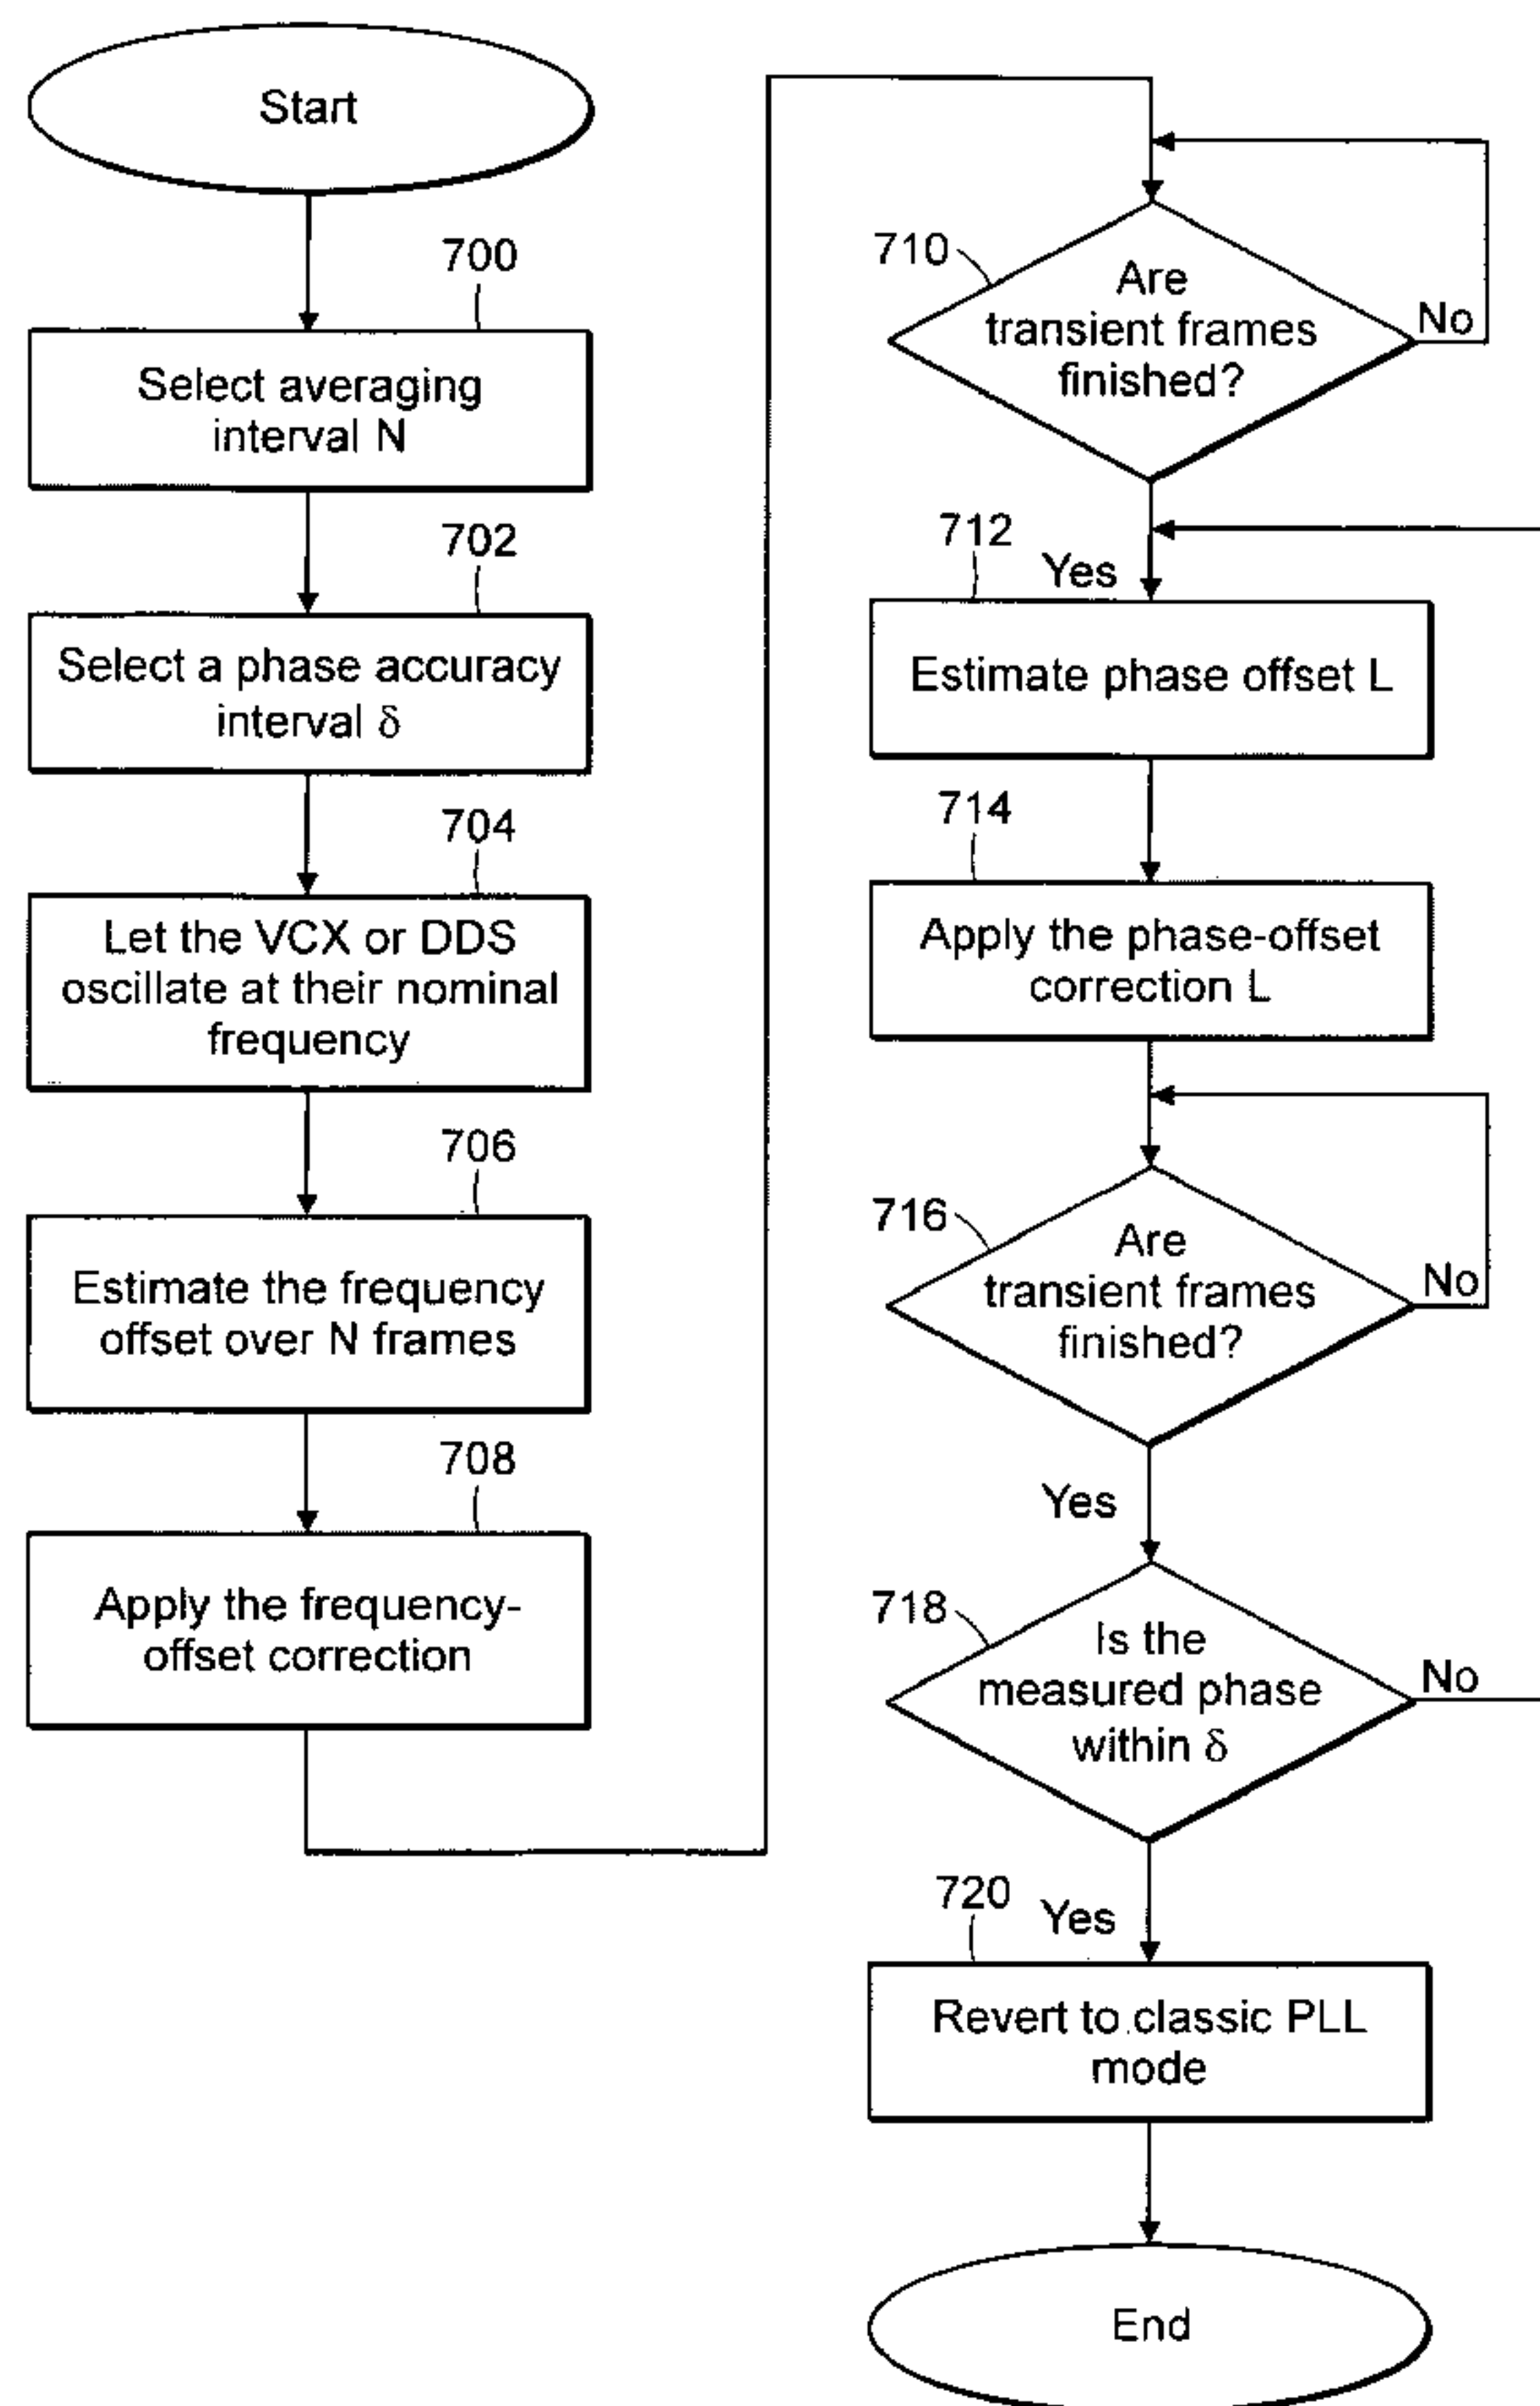 Start
700
Select averaging
interval N
702
Select a phase accuracy
interval δ
704
Let the VCX or DDS
oscillate at their nominal
frequency
706
Estimate the frequency
offset over N frames
708
Apply the frequency-
offset correction
710
Are
transient frames
finished?
No
Yes
712
Estimate phase offset L
714
Apply the phase-offset
correction L
716
Are
transient frames
finished?
No
Yes
718
Is the
measured phase
within δ
No
Yes
720
Revert to classic PLL
mode
End